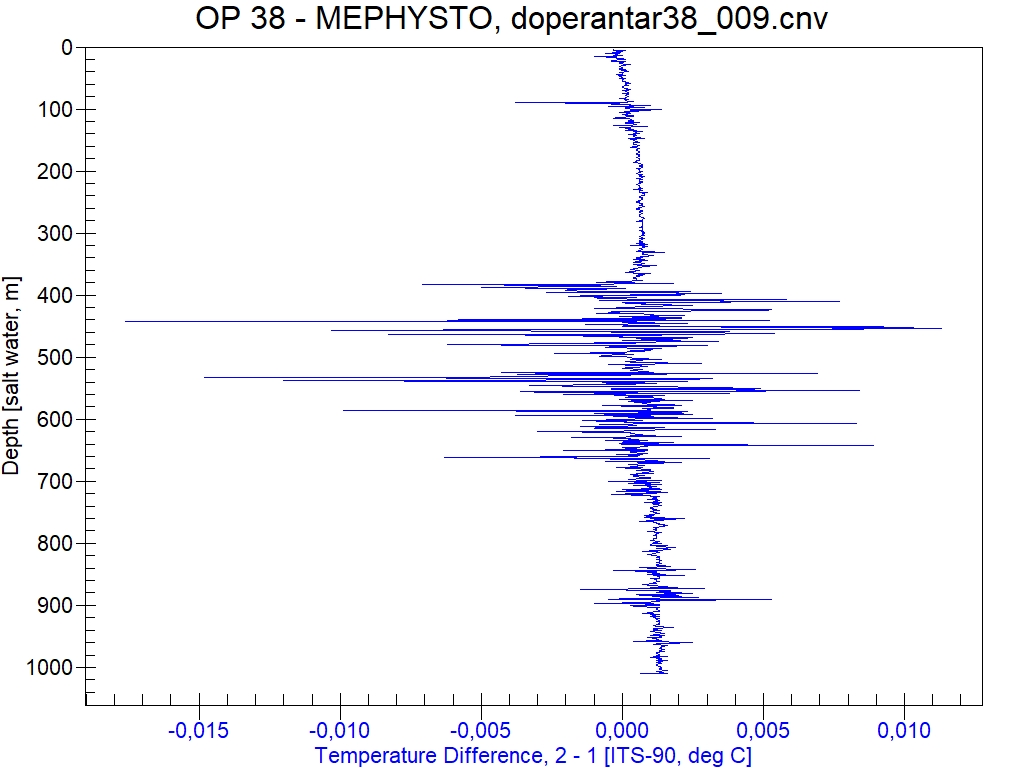 OP 38 - MEPHYSTO, doperantar38_009.cnv
0
100
200
300
400
500
600
700
800
900
1000
Depth [salt water, m]
-0,015 -0,010 -0,005 0,000 0,005 0,010
Temperature Difference, 2 - 1 [ITS-90, deg C]